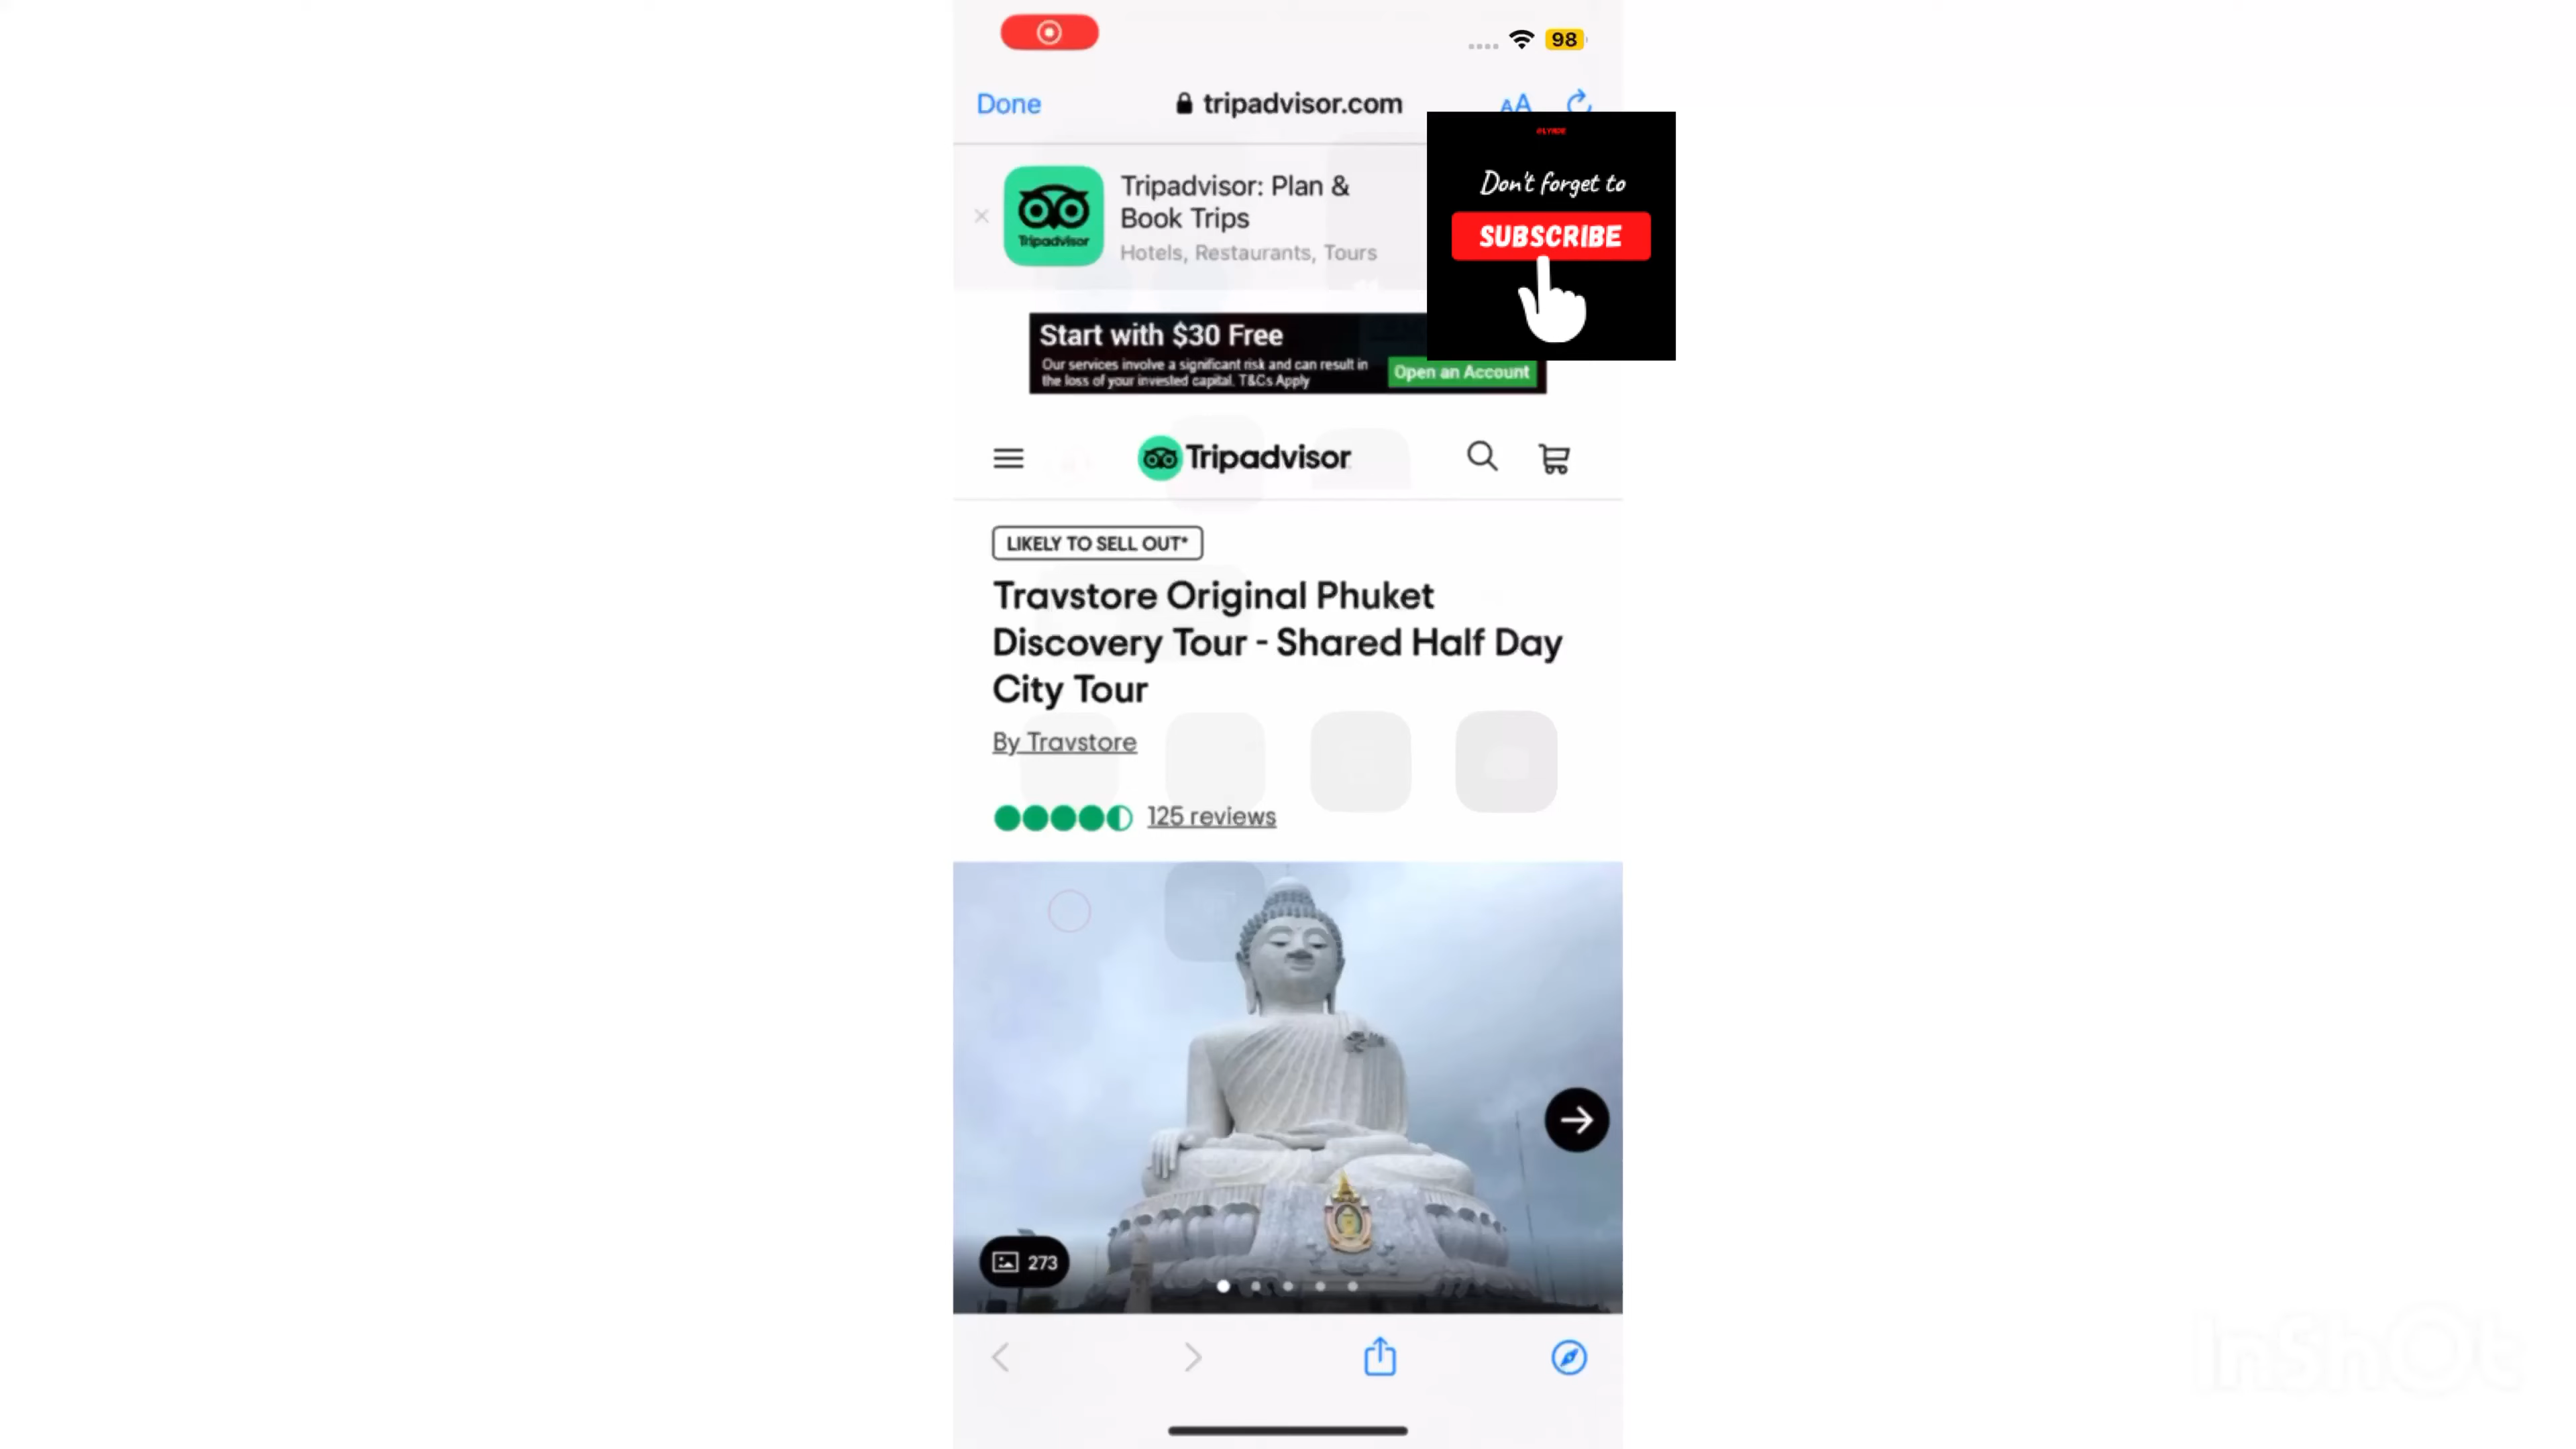 98
Done
tripadvisor.com
AA
Tripadvisor: Plan &
Book Trips
Hotels, Restaurants, Tours
Tripadvisor
Don't forget to
SUBSCRIBE
Start with $30 Free
Our services involve a significant risk and can result in
the loss of your invested capital. T&Cs Apply
Open an Account
Tripadvisor
LIKELY TO SELL OUT*
Travstore Original Phuket
Discovery Tour - Shared Half Day
City Tour
By Travstore
125 reviews
273
InShOt